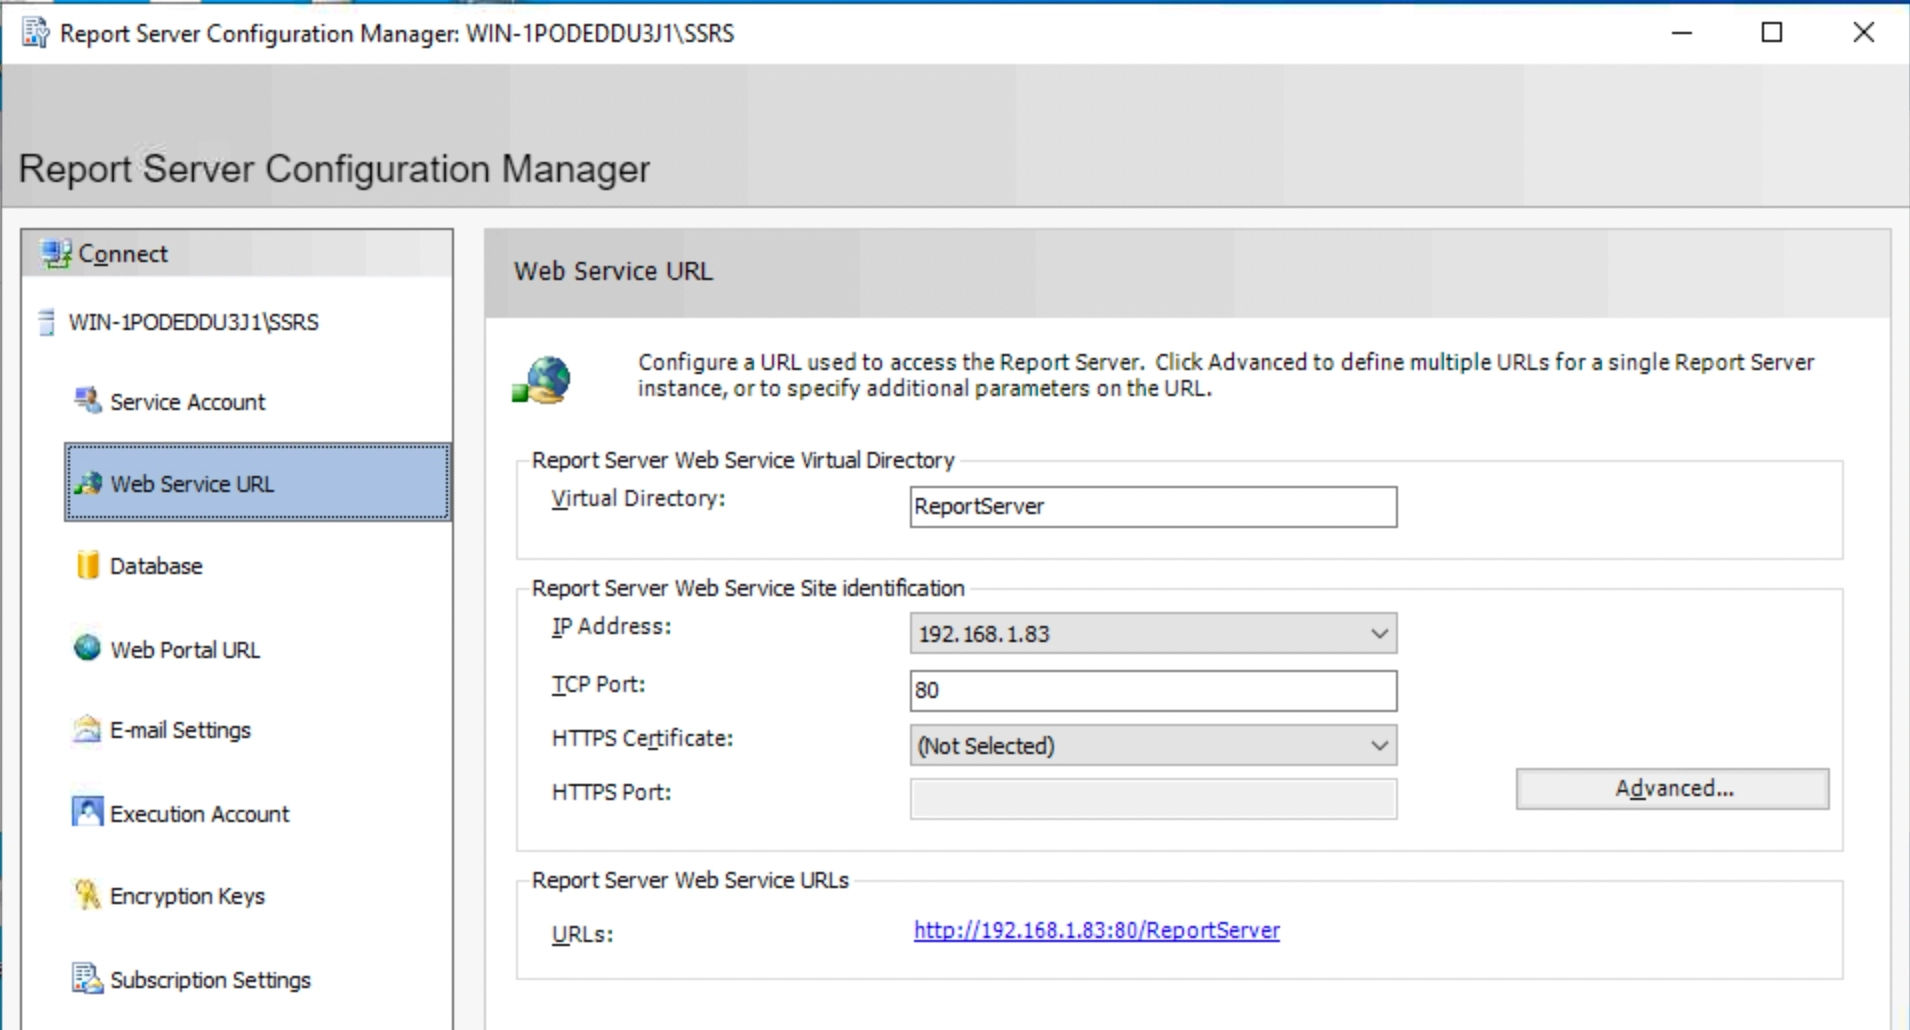 Report Server Configuration Manager: WIN-1PODEDDU3J1\SSRS
Report Server Configuration Manager
Connect
WIN-1PODEDDU3J1\SSRS
Service Account
Web Service URL
Database
Web Portal URL
E-mail Settings
Execution Account
Encryption Keys
Subscription Settings
Web Service URL
Configure a URL used to access the Report Server.  Click Advanced to define multiple URLs for a single Report Server
instance, or to specify additional parameters on the URL.
Report Server Web Service Virtual Directory
Virtual Directory: ReportServer
Report Server Web Service Site identification
IP Address: 192.168.1.83
TCP Port: 80
HTTPS Certificate: (Not Selected)
HTTPS Port:
Advanced...
Report Server Web Service URLs
URLs: http://192.168.1.83:80/ReportServer